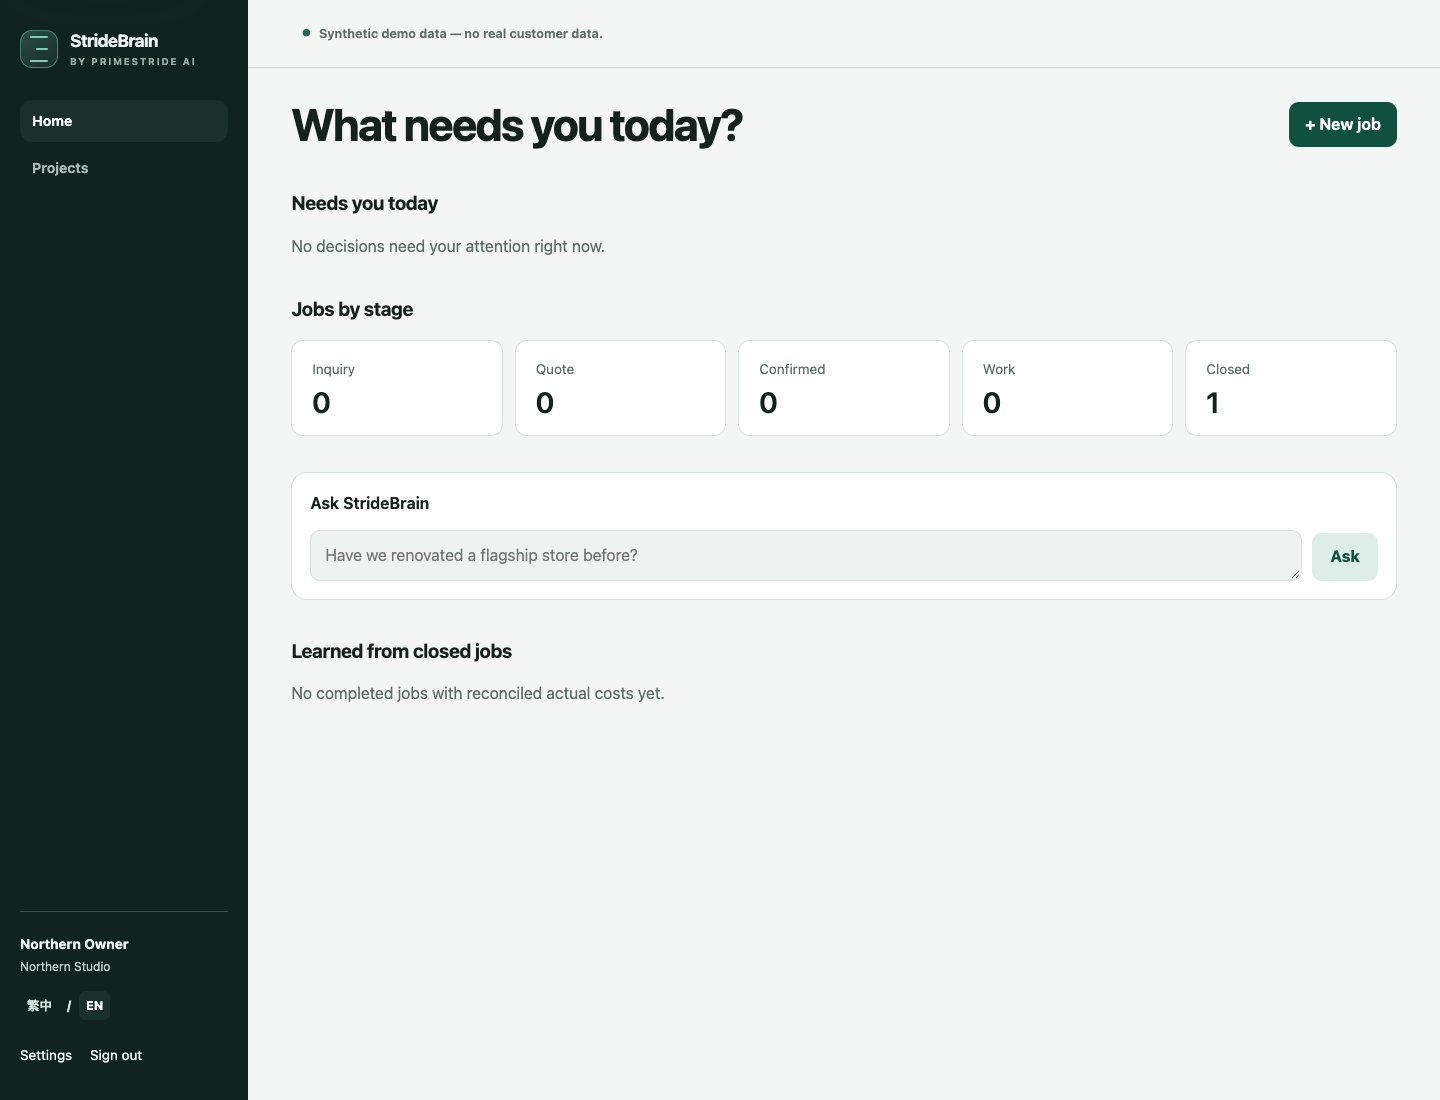 StrideBrain
BY PRIMESTRIDE AI
Home
Projects
Northern Owner
Northern Studio
繁中 / EN
Settings Sign out
Synthetic demo data — no real customer data.
What needs you today?
+ New job
Needs you today
No decisions need your attention right now.
Jobs by stage
Inquiry
0
Quote
0
Confirmed
0
Work
0
Closed
1
Ask StrideBrain
Have we renovated a flagship store before?
Ask
Learned from closed jobs
No completed jobs with reconciled actual costs yet.